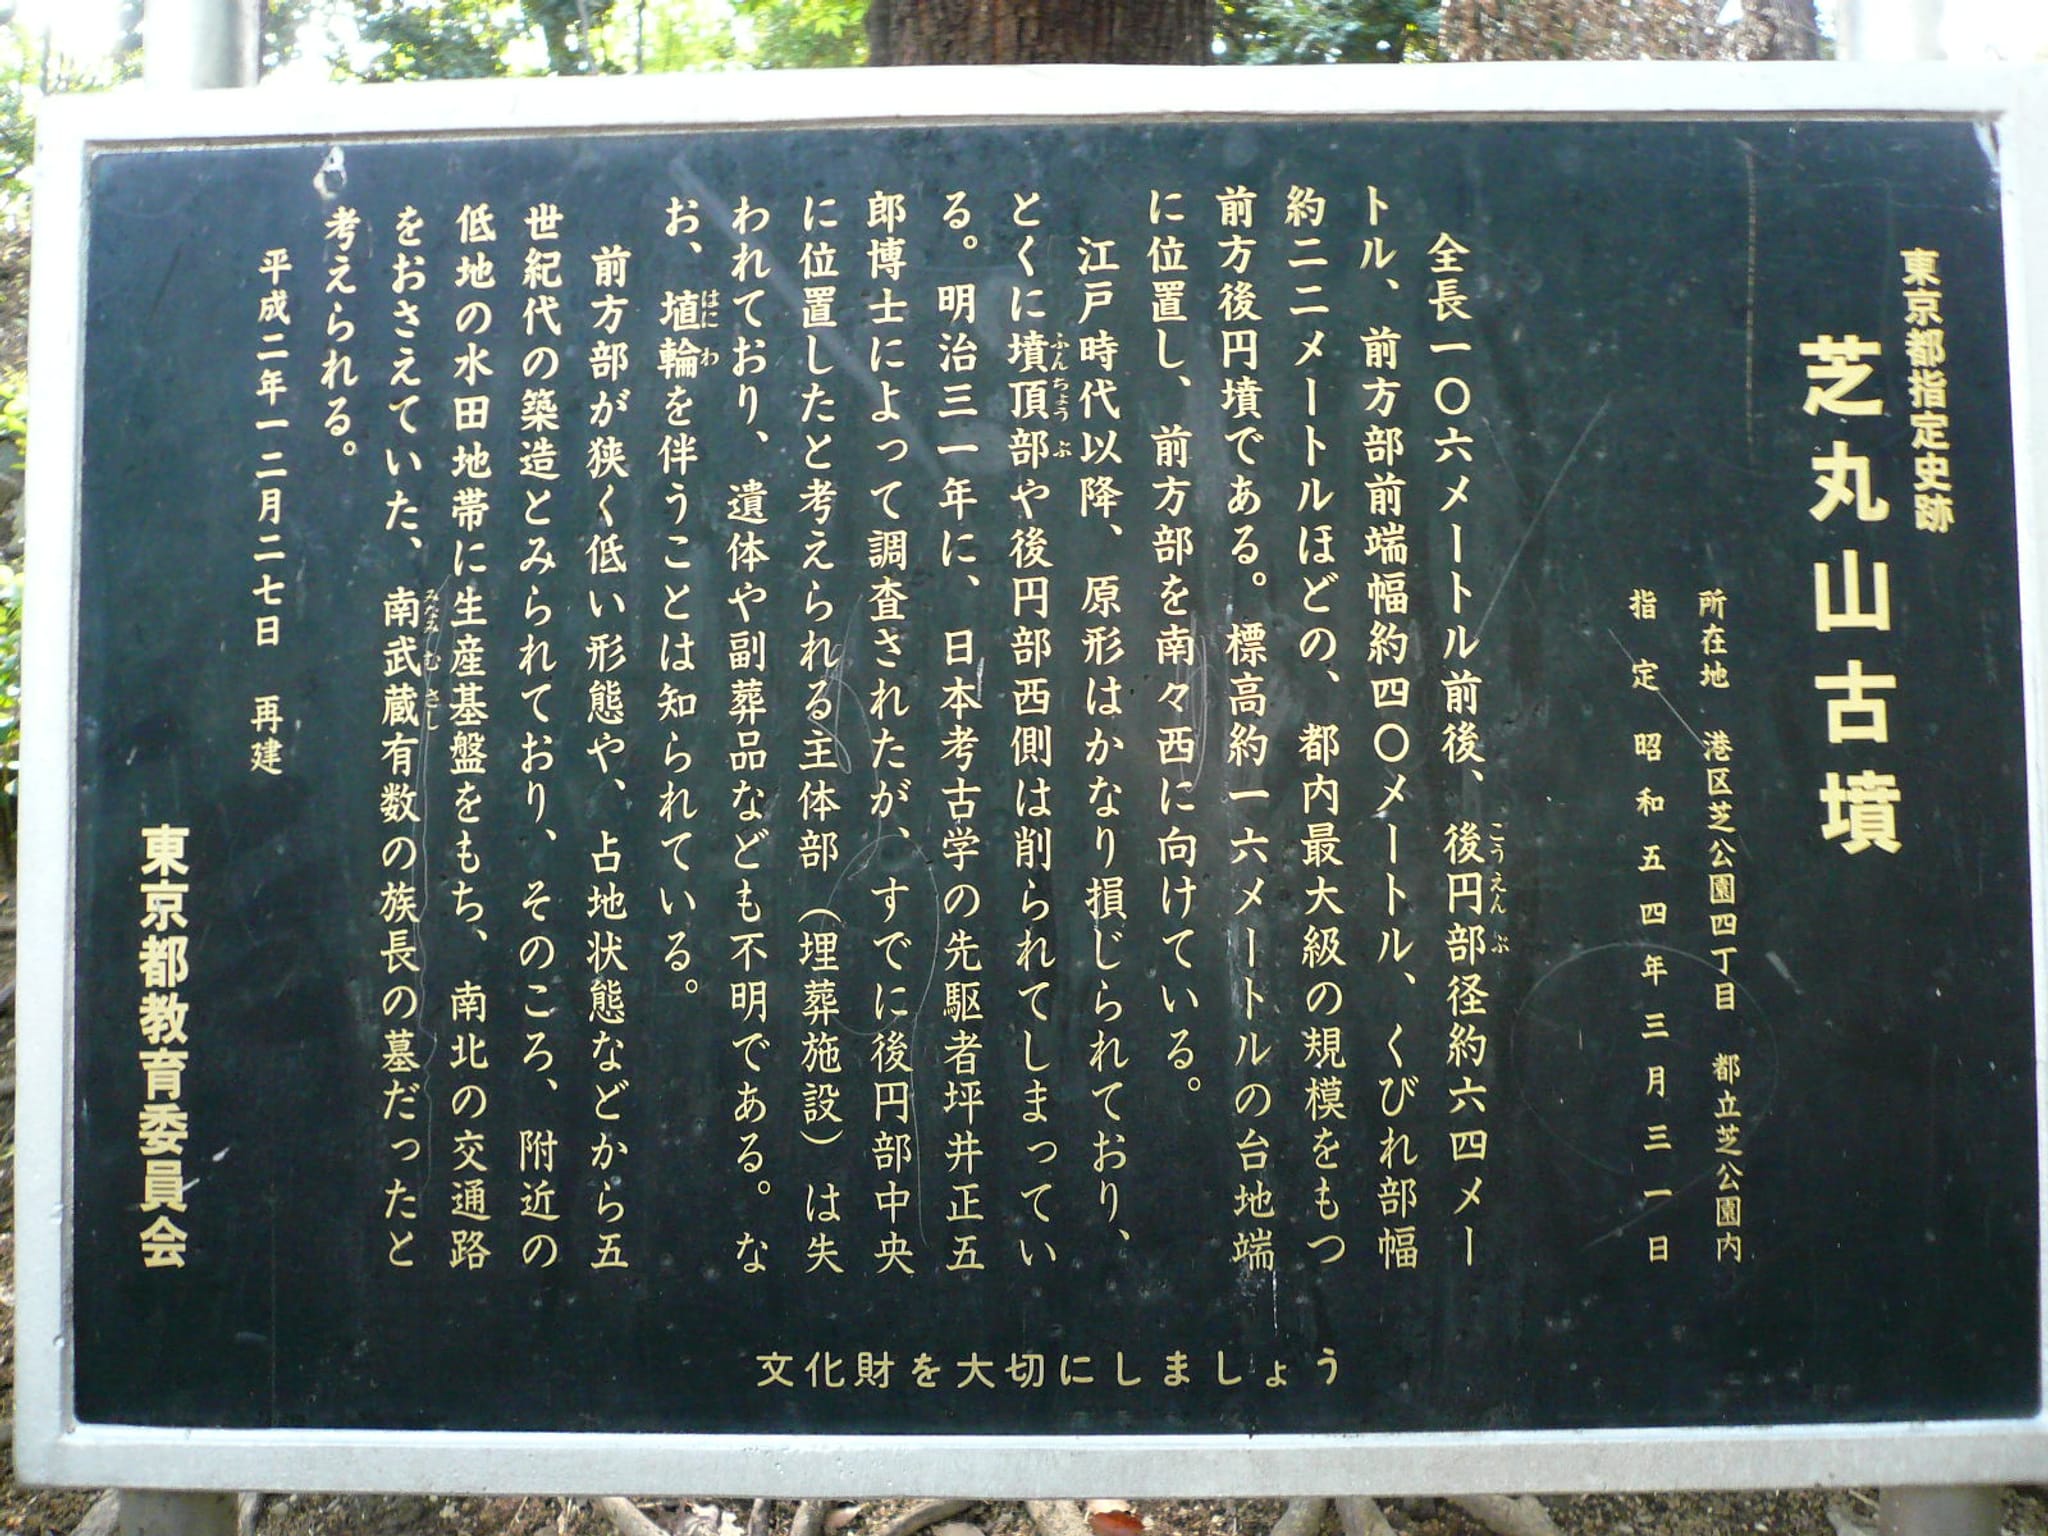 東京都指定史跡
芝丸山古墳
所在地　港区芝公園四丁目　都立芝公園内
指定　昭和五四年三月三一日
全長一〇六メートル前後、後円部径約六四メー
こうえんぶ
トル、前方部前端幅約四〇メートル、くびれ部幅
約二二メートルほどの、都内最大級の規模をもつ
前方後円墳である。標高約一六メートルの台地端
に位置し、前方部を南々西に向けている。
江戸時代以降、原形はかなり損じられており、
とくに墳頂部や後円部西側は削られてしまってい
ふんちょうぶ
る。明治三一年に、日本考古学の先駆者坪井正五
郎博士によって調査されたが、すでに後円部中央
に位置したと考えられる主体部（埋葬施設）は失
われており、遺体や副葬品なども不明である。な
お、埴輪を伴うことは知られている。
はにわ
前方部が狭く低い形態や、占地状態などから五
世紀代の築造とみられており、そのころ、附近の
低地の水田地帯に生産基盤をもち、南北の交通路
をおさえていた、南武蔵有数の族長の墓だったと
みなみむさし
考えられる。
平成二年一二月二七日　再建
東京都教育委員会
文化財を大切にしましょう